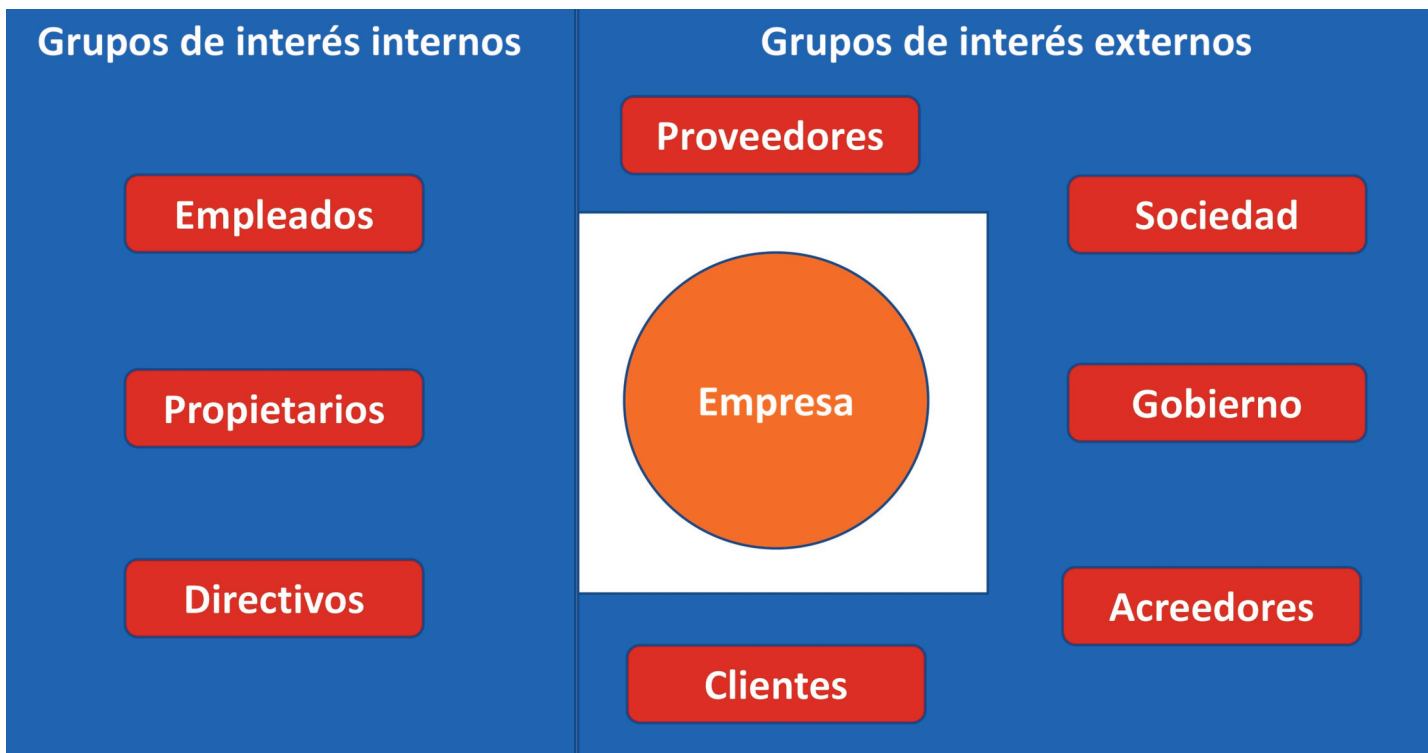 Grupos de interés internos
Grupos de interés externos
Empleados
Propietarios
Directivos
Proveedores
Empresa
Clientes
Sociedad
Gobierno
Acreedores